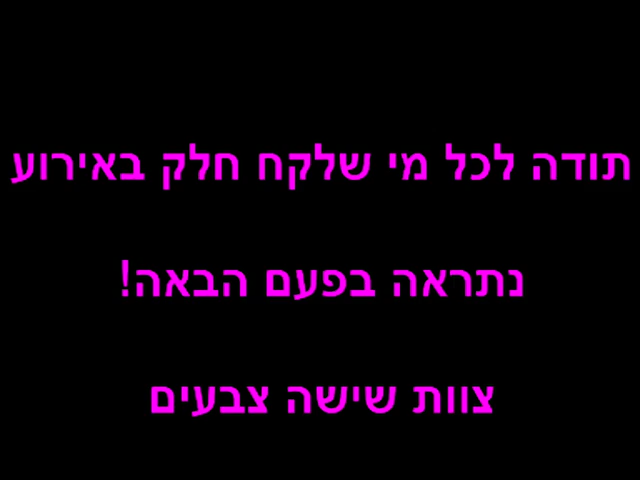 תודה לכל מי שלקח חלק באירוע
נתראה בפעם הבאה!
צוות שישה צבעים